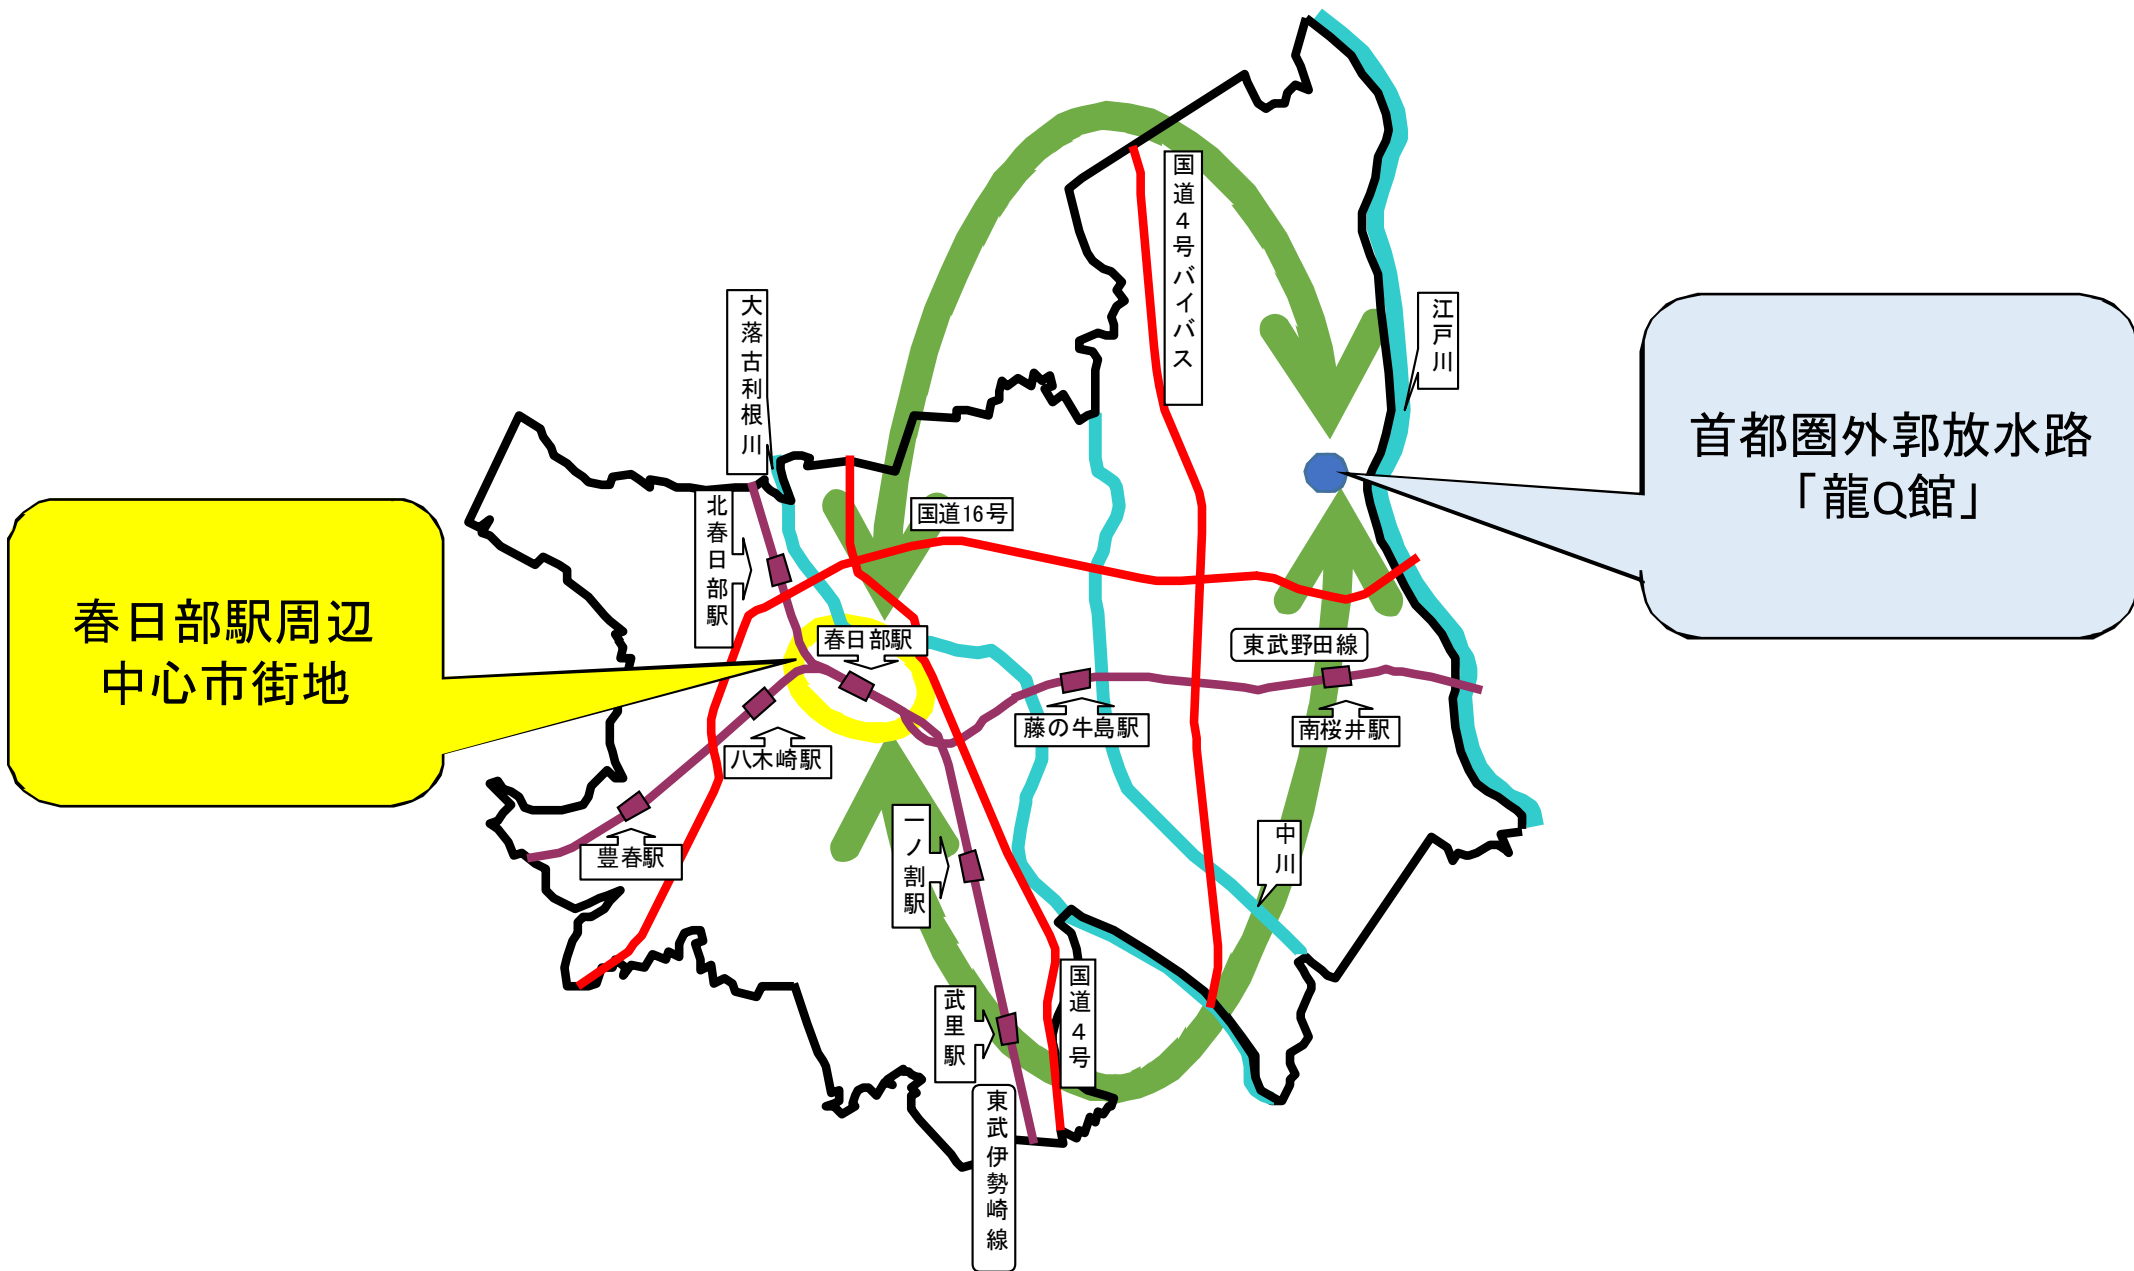 国道４号バイパス
大落古利根川
江戸川
首都圏外郭放水路
「龍Q館」
北春日部駅
国道16号
春日部駅周辺
中心市街地
春日部駅
東武野田線
藤の牛島駅
南桜井駅
八木崎駅
豊春駅
一ノ割駅
中川
武里駅
国道４号
東武伊勢崎線